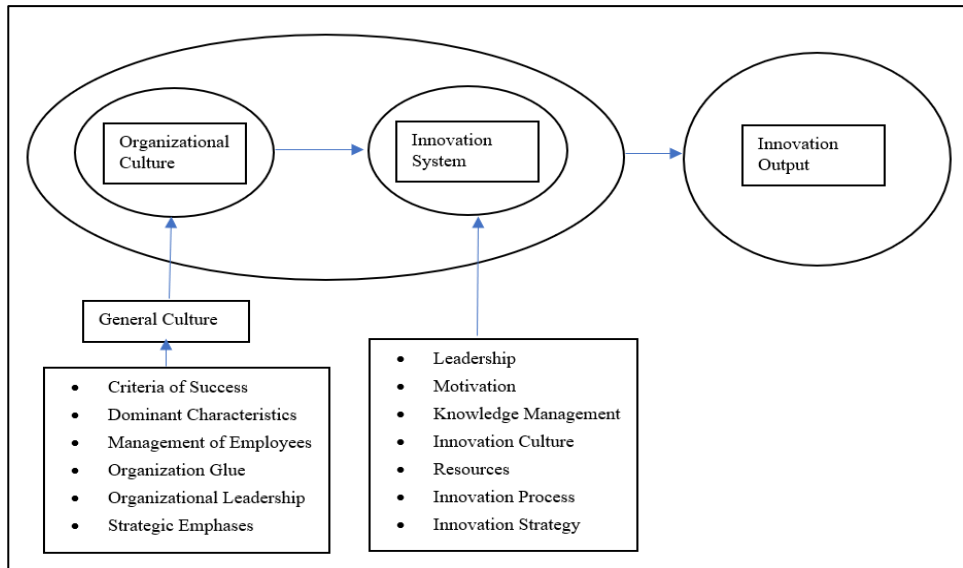 Organizational
Culture
Innovation
System
Innovation
Output
General Culture
• Criteria of Success
• Dominant Characteristics
• Management of Employees
• Organization Glue
• Organizational Leadership
• Strategic Emphases
• Leadership
• Motivation
• Knowledge Management
• Innovation Culture
• Resources
• Innovation Process
• Innovation Strategy